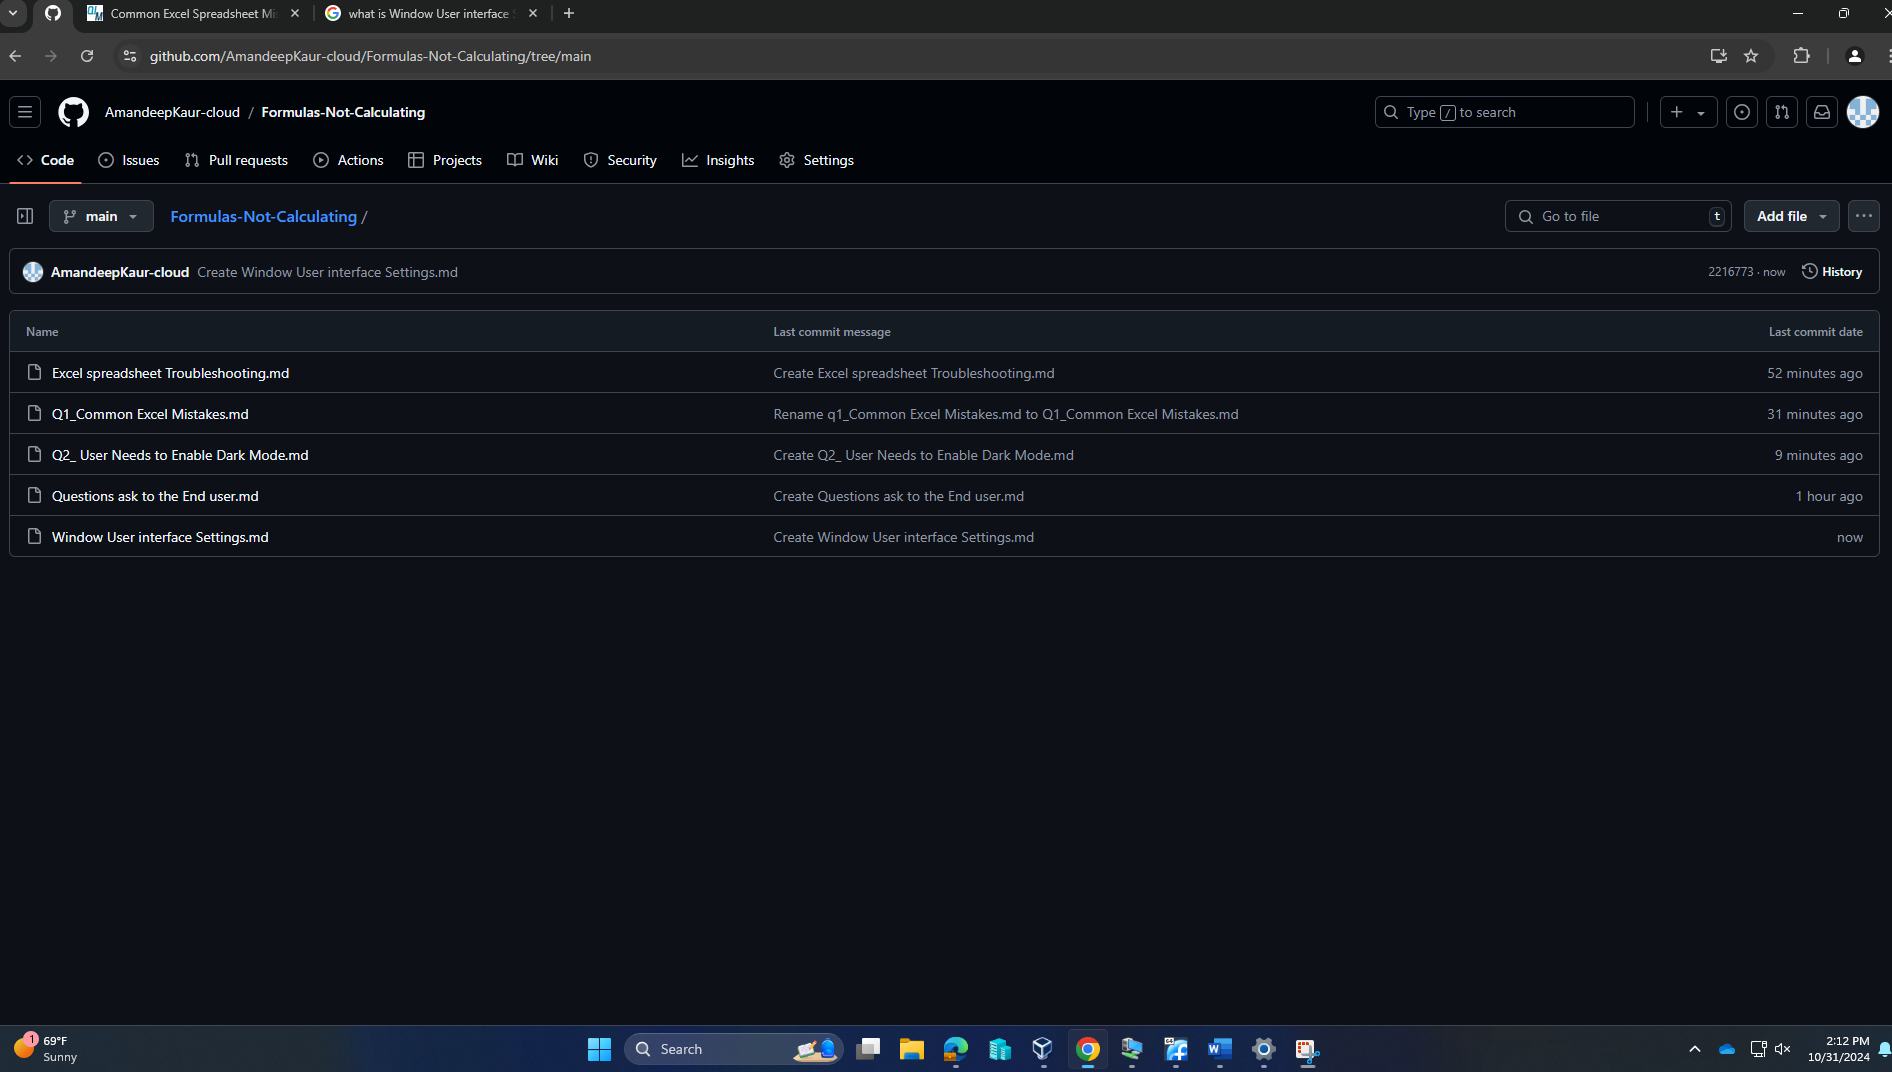 Common Excel Spreadsheet Mi
what is Window User interface
github.com/AmandeepKaur-cloud/Formulas-Not-Calculating/tree/main
AmandeepKaur-cloud / Formulas-Not-Calculating
Type / to search
Code Issues Pull requests Actions Projects Wiki Security Insights Settings
main Formulas-Not-Calculating / Go to file t Add file
AmandeepKaur-cloud Create Window User interface Settings.md 2216773 · now History
Name Last commit message Last commit date
Excel spreadsheet Troubleshooting.md Create Excel spreadsheet Troubleshooting.md 52 minutes ago
Q1_Common Excel Mistakes.md Rename q1_Common Excel Mistakes.md to Q1_Common Excel Mistakes.md 31 minutes ago
Q2_ User Needs to Enable Dark Mode.md Create Q2_ User Needs to Enable Dark Mode.md 9 minutes ago
Questions ask to the End user.md Create Questions ask to the End user.md 1 hour ago
Window User interface Settings.md Create Window User interface Settings.md now
1
69°F
Sunny
Search
2:12 PM
10/31/2024